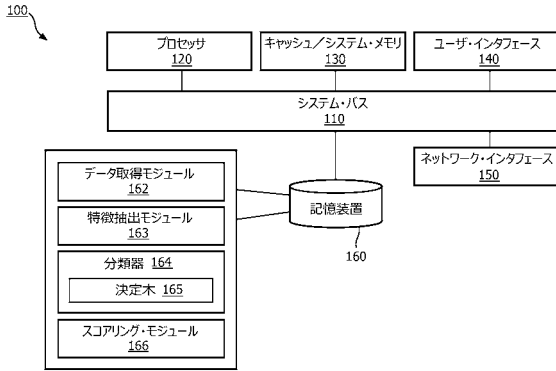 100
プロセッサ
120
キャッシュ/システム・メモリ
130
ユーザ・インタフェース
140
システム・バス
110
データ取得モジュール
162
特徴抽出モジュール
163
分類器 164
決定木 165
スコアリング・モジュール
166
記憶装置
160
ネットワーク・インタフェース
150